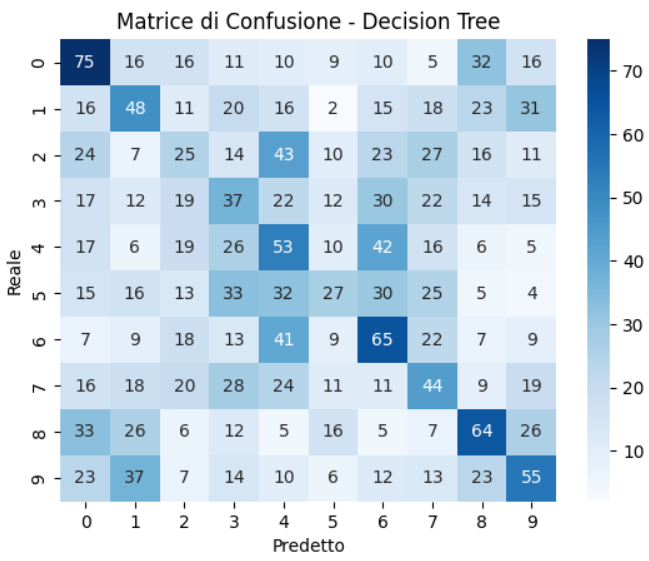 Matrice di Confusione - Decision Tree
0 75 16 16 11 10 9 10 5 32 16
1 16 48 11 20 16 2 15 18 23 31
2 24 7 25 14 43 10 23 27 16 11
3 17 12 19 37 22 12 30 22 14 15
4 17 6 19 26 53 10 42 16 6 5
5 15 16 13 33 32 27 30 25 5 4
6 7 9 18 13 41 9 65 22 7 9
7 16 18 20 28 24 11 11 44 9 19
8 33 26 6 12 5 16 5 7 64 26
9 23 37 7 14 10 6 12 13 23 55
0 1 2 3 4 5 6 7 8 9
Predetto
Reale
70
60
50
40
30
20
10